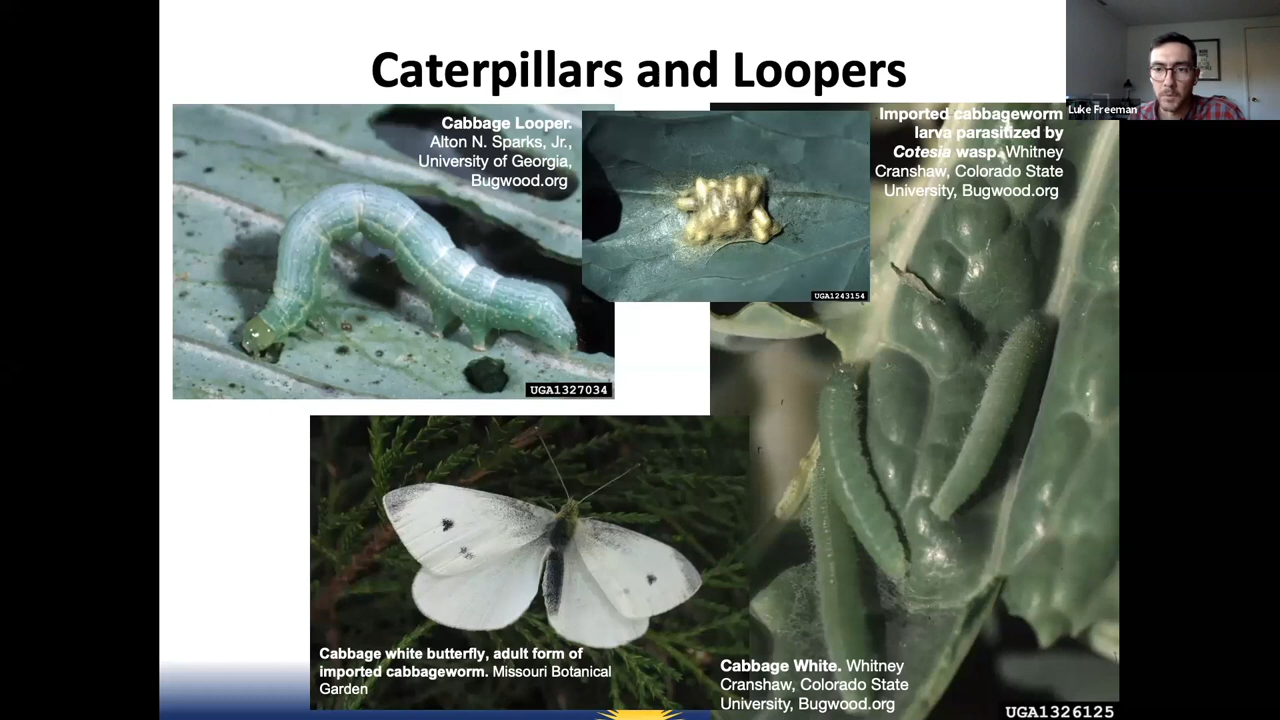 Caterpillars and Loopers
Luke Freeman
Cabbage Looper.
Alton N. Sparks, Jr.,
University of Georgia,
Bugwood.org
UGA1327034
UGA1243154
Imported cabbageworm
larva parasitized by
Cotesia wasp. Whitney
Cranshaw, Colorado State
University, Bugwood.org
Cabbage white butterfly, adult form of
imported cabbageworm. Missouri Botanical
Garden
Cabbage White. Whitney
Cranshaw, Colorado State
University, Bugwood.org
UGA1326125